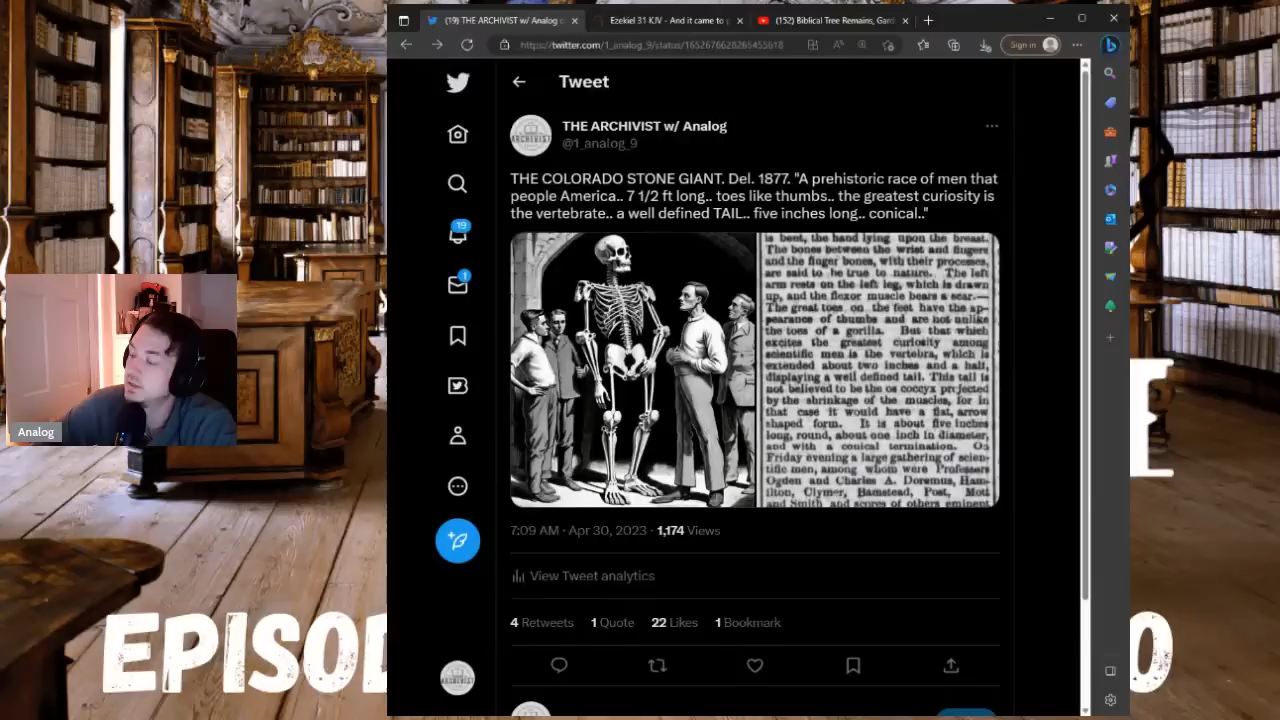 (19) THE ARCHIVIST w/ Analog
Ezekiel 31 KJV - And it came to
(152) Biblical Tree Remains, Gard
https://twitter.com/1_analog_9/status/1652676628265455618
Sign in
Tweet
THE ARCHIVIST w/ Analog
@1_analog_9
THE COLORADO STONE GIANT. Del. 1877. "A prehistoric race of men that
people America.. 7 1/2 ft long.. toes like thumbs.. the greatest curiosity is
the vertebrate.. a well defined TAIL.. five inches long.. conical.."
is bent, the hand lying upon the breast.
The bones between the wrist and fingers
and the finger bones, with their processes,
are said to be true to nature. The left
arm rests on the left leg, which is drawn
up, and the flexor muscle bears a scar.—
The great toes on the feet have the ap-
pearance of thumbs and are not unlike
the toes of a gorilla. But that which
excites the greatest curiosity among
scientific men is the vertebra, which is
extended about two inches and a half,
displaying a well defined tail. This tail is
not believed to be the os coccyx projected
by the shrinkage of the muscles, for in
that case it would have a flat, arrow
shaped form. It is about five inches
long, round, about one inch in diameter,
and with a conical termination. On
Friday evening a large gathering of scien-
tific men, among whom were Professors
Ogden and Charles A. Doremus, Ham-
ilton, Clymer, Bamstead, Post, Mott
and Smith and scores of others eminent
7:09 AM · Apr 30, 2023 · 1,174 Views
View Tweet analytics
4 Retweets 1 Quote 22 Likes 1 Bookmark
19
1
ARCHIVIST
Analog
EPISOD
0